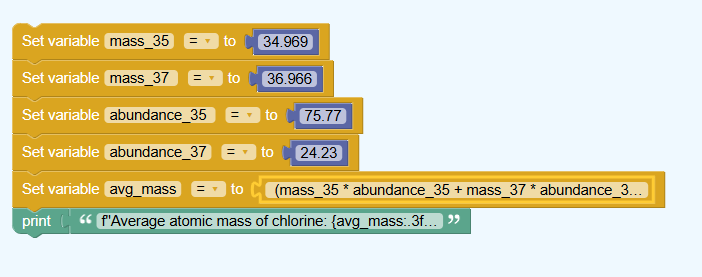 Set variable mass_35 = to 34.969
Set variable mass_37 = to 36.966
Set variable abundance_35 = to 75.77
Set variable abundance_37 = to 24.23
Set variable avg_mass = to (mass_35 * abundance_35 + mass_37 * abundance_3...
print “ f"Average atomic mass of chlorine: {avg_mass:.3f... ”